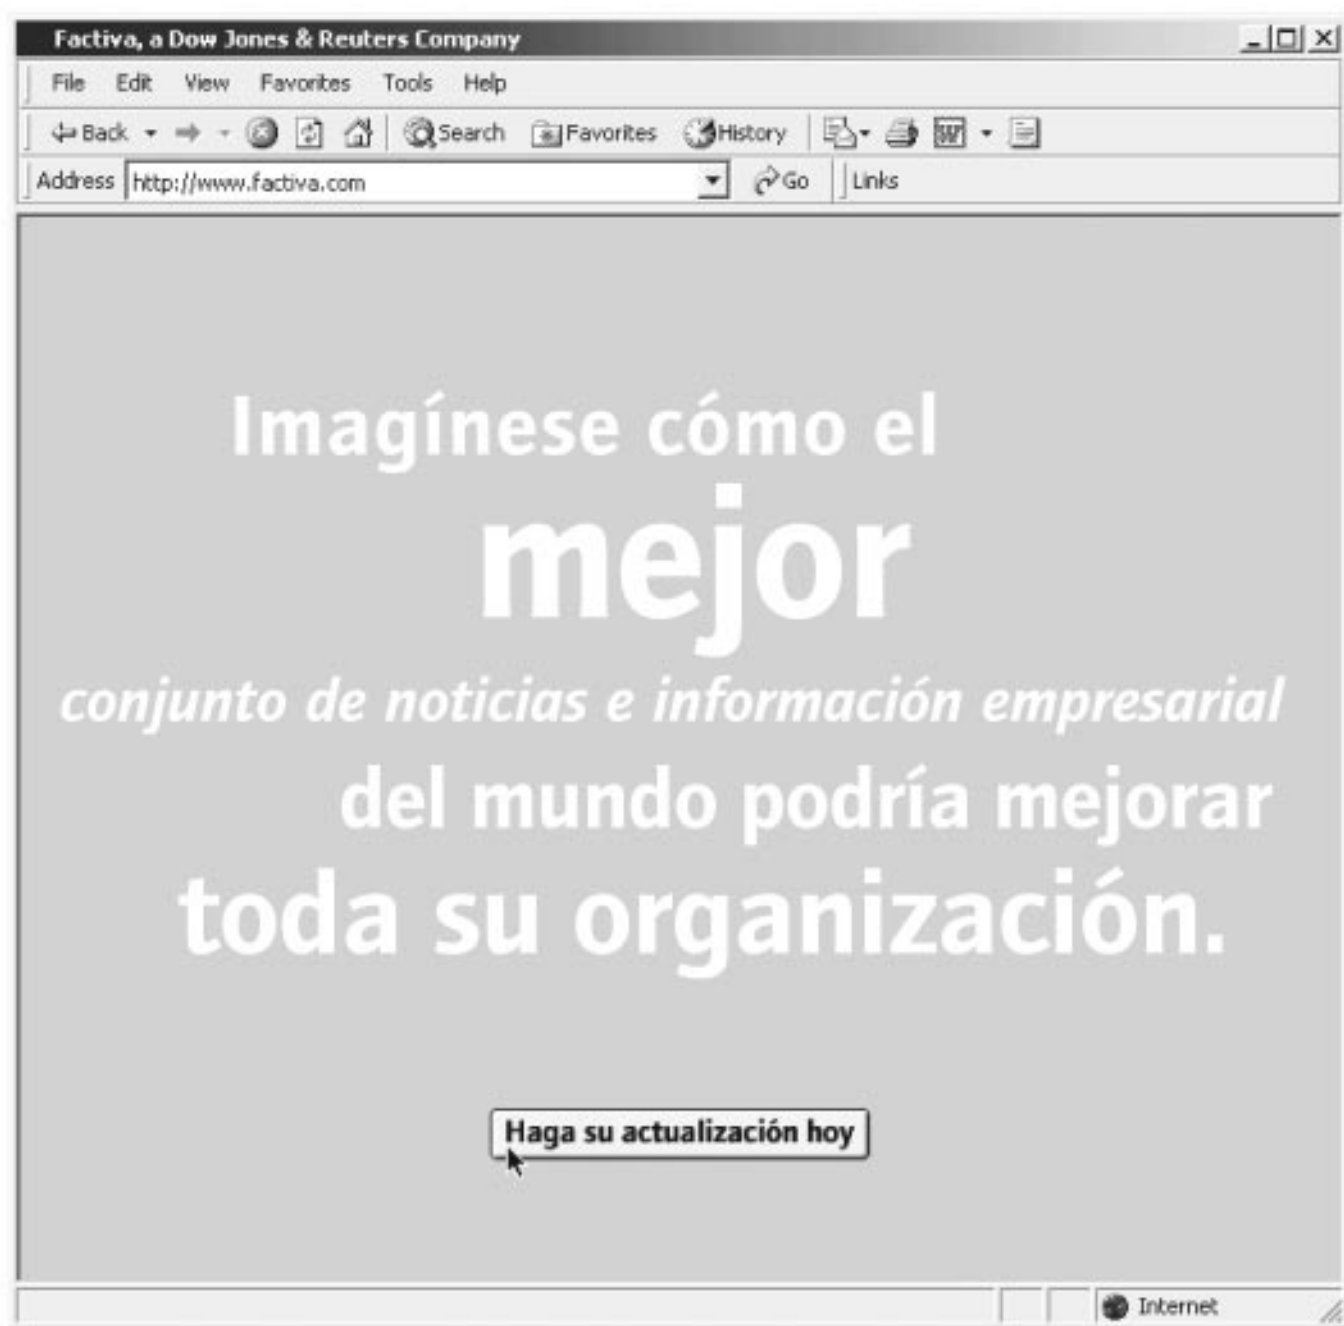 Factiva, a Dow Jones & Reuters Company
File Edit View Favorites Tools Help
Back Search Favorites History
Address http://www.factiva.com Go Links
Imagínese cómo el
mejor
conjunto de noticias e información empresarial
del mundo podría mejorar
toda su organización.
Haga su actualización hoy
Internet